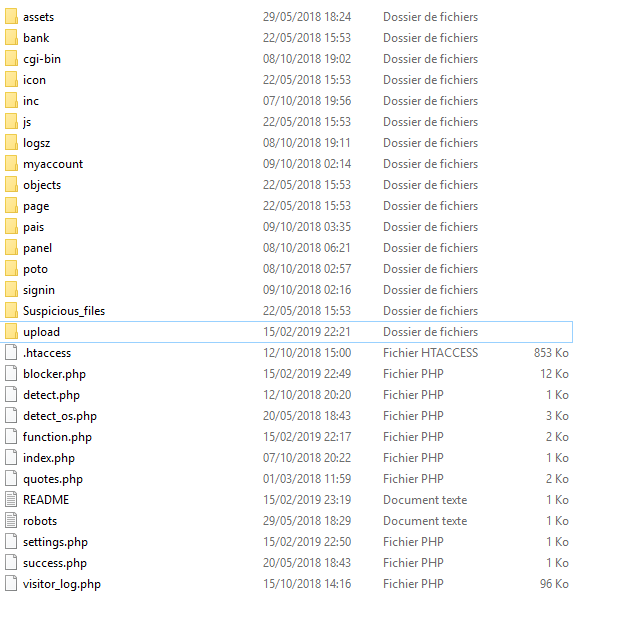 assets 29/05/2018 18:24 Dossier de fichiers
bank 22/05/2018 15:53 Dossier de fichiers
cgi-bin 08/10/2018 19:02 Dossier de fichiers
icon 22/05/2018 15:53 Dossier de fichiers
inc 07/10/2018 19:56 Dossier de fichiers
js 22/05/2018 15:53 Dossier de fichiers
logsz 08/10/2018 19:11 Dossier de fichiers
myaccount 09/10/2018 02:14 Dossier de fichiers
objects 22/05/2018 15:53 Dossier de fichiers
page 22/05/2018 15:53 Dossier de fichiers
pais 09/10/2018 03:35 Dossier de fichiers
panel 08/10/2018 06:21 Dossier de fichiers
poto 08/10/2018 02:57 Dossier de fichiers
signin 09/10/2018 02:16 Dossier de fichiers
Suspicious_files 22/05/2018 15:53 Dossier de fichiers
upload 15/02/2019 22:21 Dossier de fichiers
.htaccess 12/10/2018 15:00 Fichier HTACCESS 853 Ko
blocker.php 15/02/2019 22:49 Fichier PHP 12 Ko
detect.php 12/10/2018 20:20 Fichier PHP 1 Ko
detect_os.php 20/05/2018 18:43 Fichier PHP 3 Ko
function.php 15/02/2019 22:17 Fichier PHP 2 Ko
index.php 07/10/2018 20:22 Fichier PHP 1 Ko
quotes.php 01/03/2018 11:59 Fichier PHP 2 Ko
README 15/02/2019 23:19 Document texte 1 Ko
robots 29/05/2018 18:29 Document texte 1 Ko
settings.php 15/02/2019 22:50 Fichier PHP 1 Ko
success.php 20/05/2018 18:43 Fichier PHP 1 Ko
visitor_log.php 15/10/2018 14:16 Fichier PHP 96 Ko